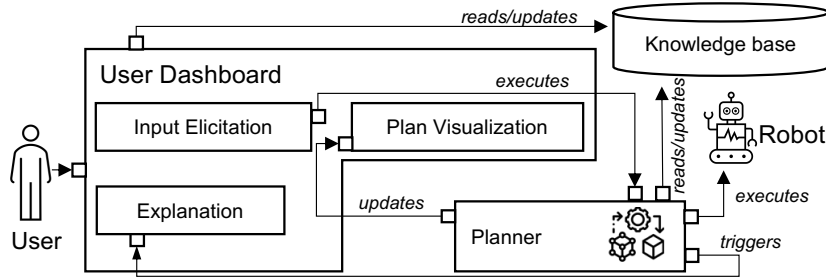 reads/updates
Knowledge base
User Dashboard
executes
Input Elicitation
Plan Visualization
reads/updates
Robot
User
Explanation
updates
Planner
executes
triggers